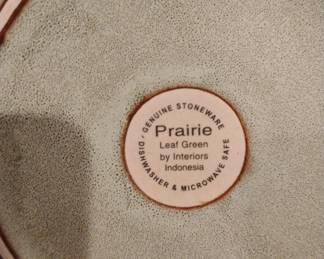 GENUINE STONEWARE
Prairie
Leaf Green
by Interiors
Indonesia
DISHWASHER & MICROWAVE SAFE